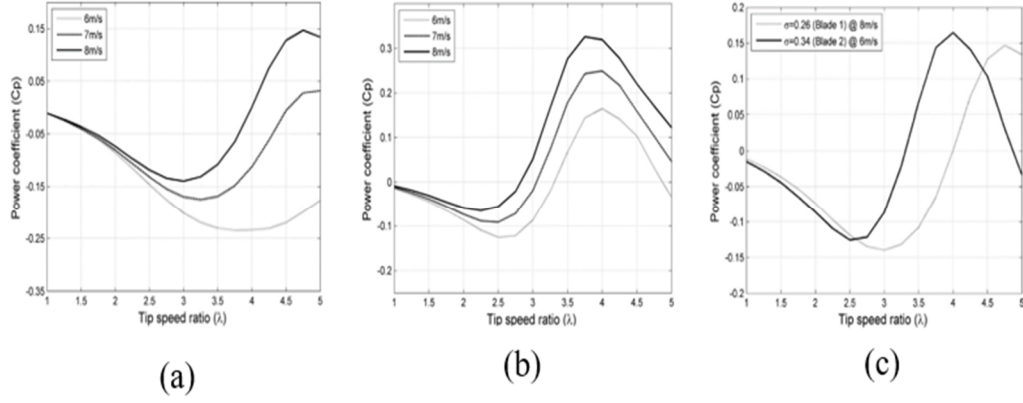 6m/s
7m/s
8m/s
0.15
0.05
-0.05
-0.15
-0.25
-0.35
Power coefficient (Cp)
1 1.5 2 2.5 3 3.5 4 4.5 5
Tip speed ratio (λ)
(a)
6m/s
7m/s
8m/s
0.3
0.2
0.1
0
-0.1
-0.2
Power coefficient (Cp)
1 1.5 2 2.5 3 3.5 4 4.5 5
Tip speed ratio (λ)
(b)
σ=0.26 (Blade 1) @ 8m/s
σ=0.34 (Blade 2) @ 6m/s
0.2
0.15
0.1
0.05
0
-0.05
-0.1
-0.15
-0.2
Power coefficient (Cp)
1 1.5 2 2.5 3 3.5 4 4.5 5
Tip speed ratio (λ)
(c)